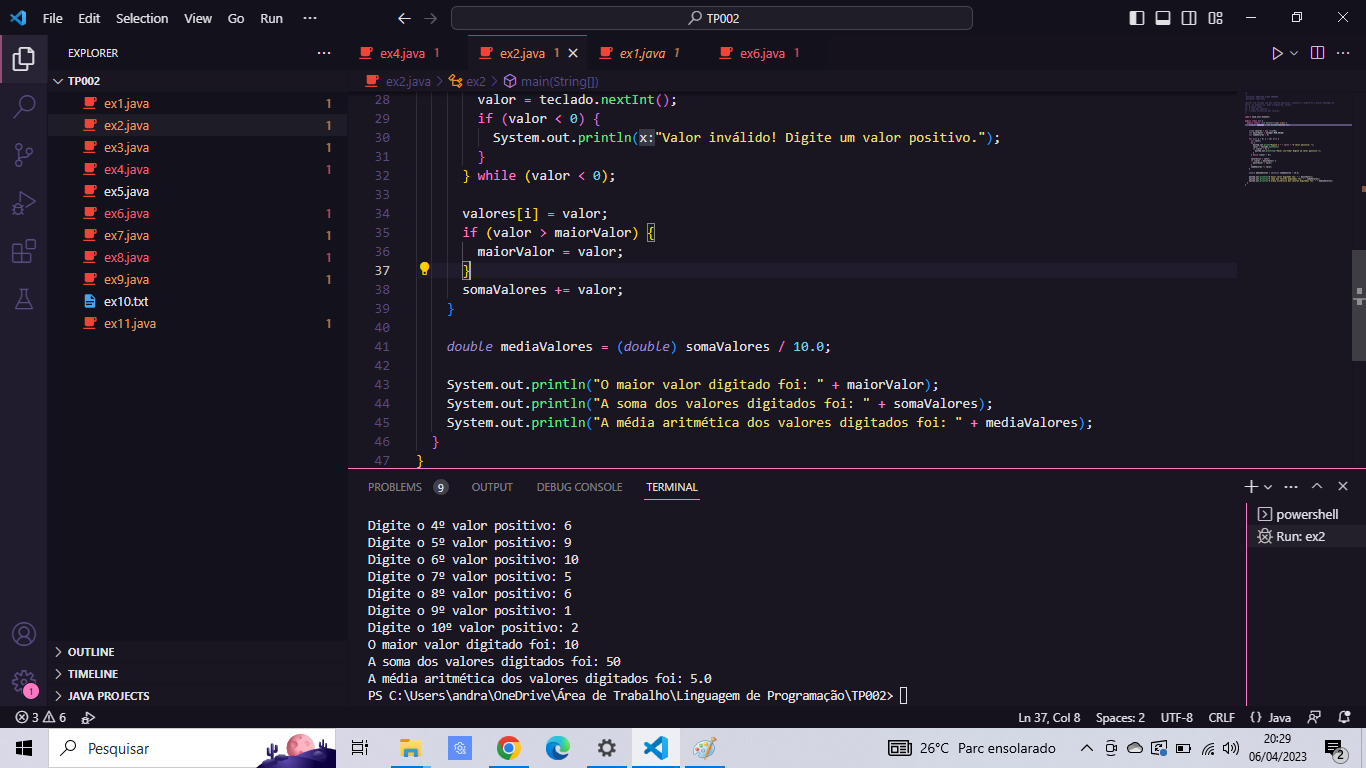 File Edit Selection View Go Run ··· TP002
EXPLORER ···
TP002
ex1.java 1
ex2.java 1
ex3.java 1
ex4.java 1
ex5.java
ex6.java 1
ex7.java 1
ex8.java 1
ex9.java 1
ex10.txt
ex11.java 1
OUTLINE
TIMELINE
JAVA PROJECTS
ex4.java 1 ex2.java 1 ex1.java 1 ex6.java 1
ex2.java > ex2 > main(String[])
28 valor = teclado.nextInt();
29 if (valor < 0) {
30 System.out.println(x:"Valor inválido! Digite um valor positivo.");
31 }
32 } while (valor < 0);
33
34 valores[i] = valor;
35 if (valor > maiorValor) {
36 maiorValor = valor;
37 }
38 somaValores += valor;
39 }
40
41 double mediaValores = (double) somaValores / 10.0;
42
43 System.out.println("O maior valor digitado foi: " + maiorValor);
44 System.out.println("A soma dos valores digitados foi: " + somaValores);
45 System.out.println("A média aritmética dos valores digitados foi: " + mediaValores);
46 }
47 }
PROBLEMS 9 OUTPUT DEBUG CONSOLE TERMINAL
Digite o 4º valor positivo: 6
Digite o 5º valor positivo: 9
Digite o 6º valor positivo: 10
Digite o 7º valor positivo: 5
Digite o 8º valor positivo: 6
Digite o 9º valor positivo: 1
Digite o 10º valor positivo: 2
O maior valor digitado foi: 10
A soma dos valores digitados foi: 50
A média aritmética dos valores digitados foi: 5.0
PS C:\Users\andra\OneDrive\Área de Trabalho\Linguagem de Programação\TP002>
powershell
Run: ex2
1
3 6 Ln 37, Col 8 Spaces: 2 UTF-8 CRLF {} Java
Pesquisar 26°C Parc ensolarado 20:29
06/04/2023 2